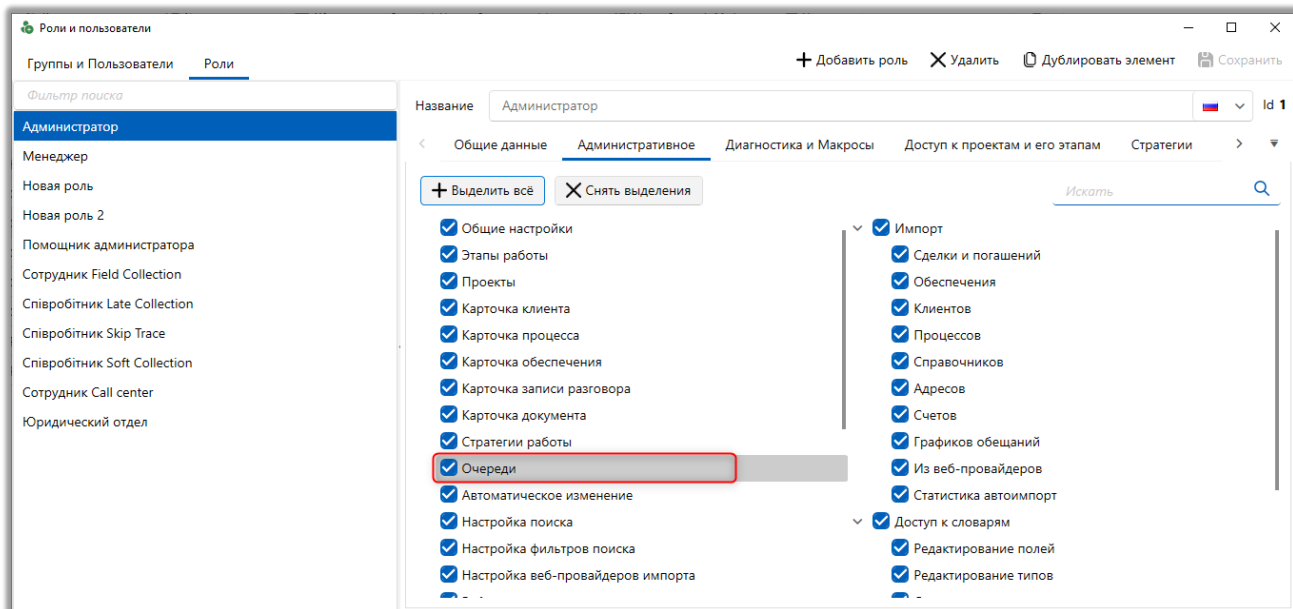 Роли и пользователи
Группы и Пользователи Роли
Добавить роль Удалить Дублировать элемент Сохранить
Фильтр поиска
Администратор
Менеджер
Новая роль
Новая роль 2
Помощник администратора
Сотрудник Field Collection
Співробітник Late Collection
Співробітник Skip Trace
Співробітник Soft Collection
Сотрудник Call center
Юридический отдел
Название Администратор Id 1
Общие данные Административное Диагностика и Макросы Доступ к проектам и его этапам Стратегии
Выделить всё Снять выделения Искать
Общие настройки
Этапы работы
Проекты
Карточка клиента
Карточка процесса
Карточка обеспечения
Карточка записи разговора
Карточка документа
Стратегии работы
Очереди
Автоматическое изменение
Настройка поиска
Настройка фильтров поиска
Настройка веб-провайдеров импорта
Импорт
Сделки и погашений
Обеспечения
Клиентов
Процессов
Справочников
Адресов
Счетов
Графиков обещаний
Из веб-провайдеров
Статистика автоимпорт
Доступ к словарям
Редактирование полей
Редактирование типов